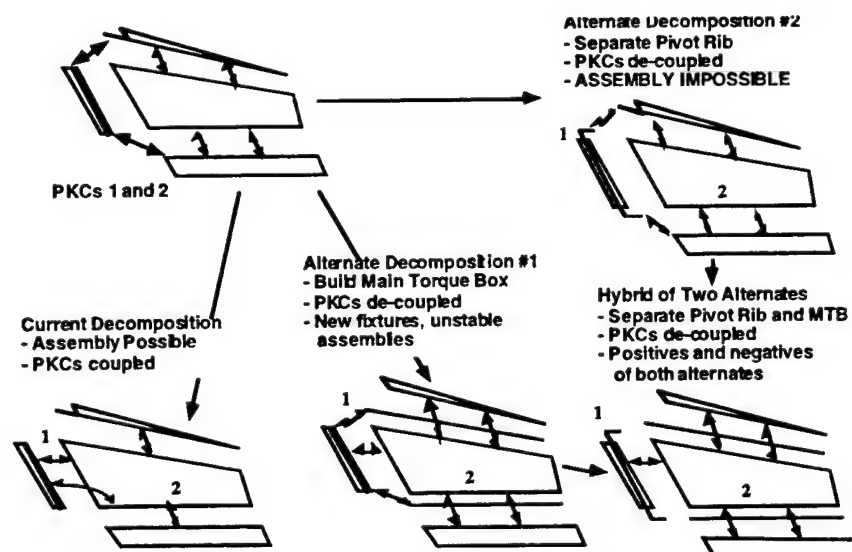 Alternate Decomposition #2
- Separate Pivot Rib
- PKCs de-coupled
- ASSEMBLY IMPOSSIBLE
1
2
PKCs 1 and 2
Alternate Decomposition #1
- Build Main Torque Box
- PKCs de-coupled
- New fixtures, unstable
assemblies
Hybrid of Two Alternates
- Separate Pivot Rib and MTB
- PKCs de-coupled
- Positives and negatives
of both alternates
Current Decomposition
- Assembly Possible
- PKCs coupled
1
2
1
2
1
2